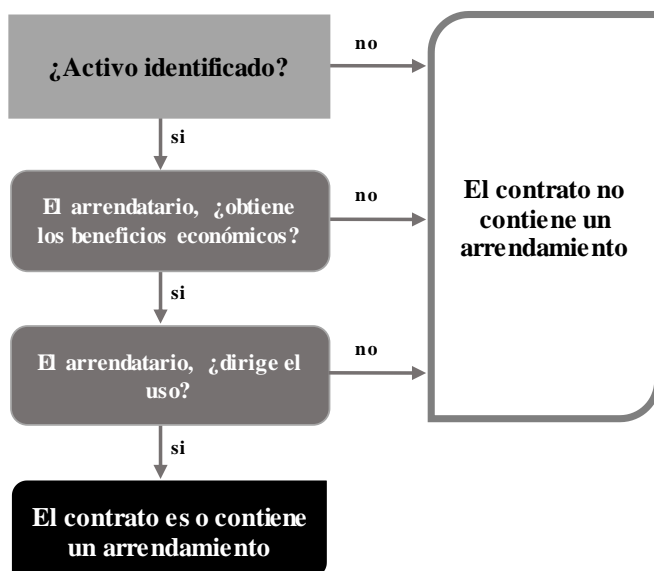 ¿Activo identificado?
no
si
El arrendatario, ¿obtiene
los beneficios económicos?
no
El contrato no
contiene un
arrendamiento
si
El arrendatario, ¿dirige el
uso?
no
si
El contrato es o contiene
un arrendamiento